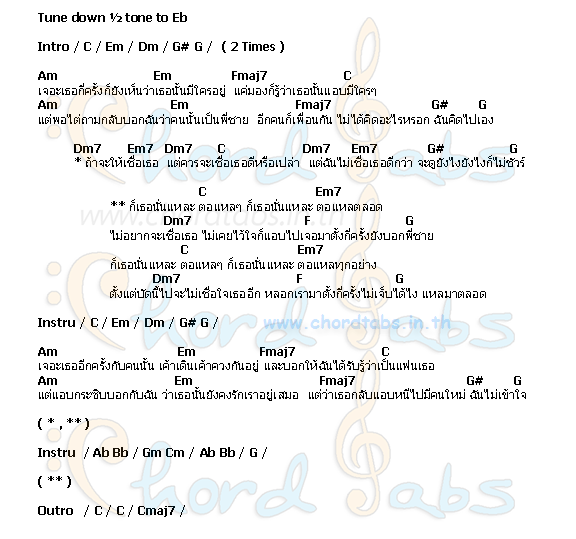 Tune down ½ tone to Eb
Intro / C / Em / Dm / G# G / ( 2 Times )
Am Em Fmaj7 C
เจอะเธอกี่ครั้งก็ยังเห็นว่าเธอนั้นมีใครอยู่ แค่มองก็รู้ว่าเธอนั้นแอบมีใครๆ
Am Em Fmaj7 G# G
แต่พอไต่ถามกลับบอกฉันว่าคนนั้นเป็นพี่ชาย อีกคนก็เพื่อนกัน ไม่ได้คิดอะไรหรอก ฉันคิดไปเอง
Dm7 Em7 Dm7 C Dm7 Em7 G# G
* ถ้าจะให้เชื่อเธอ แต่ควรจะเชื่อเธอดีหรือเปล่า แต่ฉันไม่เชื่อเธอดีกว่า จะดูยังไงยังไงก็ไม่ชัวร์
C Em7
** ก็เธอนั่นแหละ ตอแหลๆ ก็เธอนั่นแหละ ตอแหลตลอด
Dm7 F G
ไม่อยากจะเชื่อเธอ ไม่เคยไว้ใจก็แอบไปเจอมาตั้งกี่ครั้งยังบอกพี่ชาย
C Em7
ก็เธอนั่นแหละ ตอแหลๆ ก็เธอนั่นแหละ ตอแหลทุกอย่าง
Dm7 F G
ตั้งแต่บัดนี้ไปจะไม่เชื่อใจเธออีก หลอกเรามาตั้งกี่ครั้งไม่เจ็บได้ไง แหลมาตลอด
Instru / C / Em / Dm / G# G /
www.chordtabs.in.th
Am Em Fmaj7 C
เจอะเธออีกครั้งกับคนนั้น เห้าเดินเค้าควงกันอยู่ และบอกให้ฉันได้รับรู้ว่าเป็นแฟนเธอ
Am Em Fmaj7 G# G
แต่แอบกระซิบบอกกับฉัน ว่าเธอนั้นยังคงรักเราอยู่เสมอ แต่ว่าเธอกลับแอบหนีไปมีคนใหม่ ฉันไม่เข้าใจ
( * , ** )
Instru / Ab Bb / Gm Cm / Ab Bb / G /
( ** )
Outro / C / C / Cmaj7 /
Chord Tabs